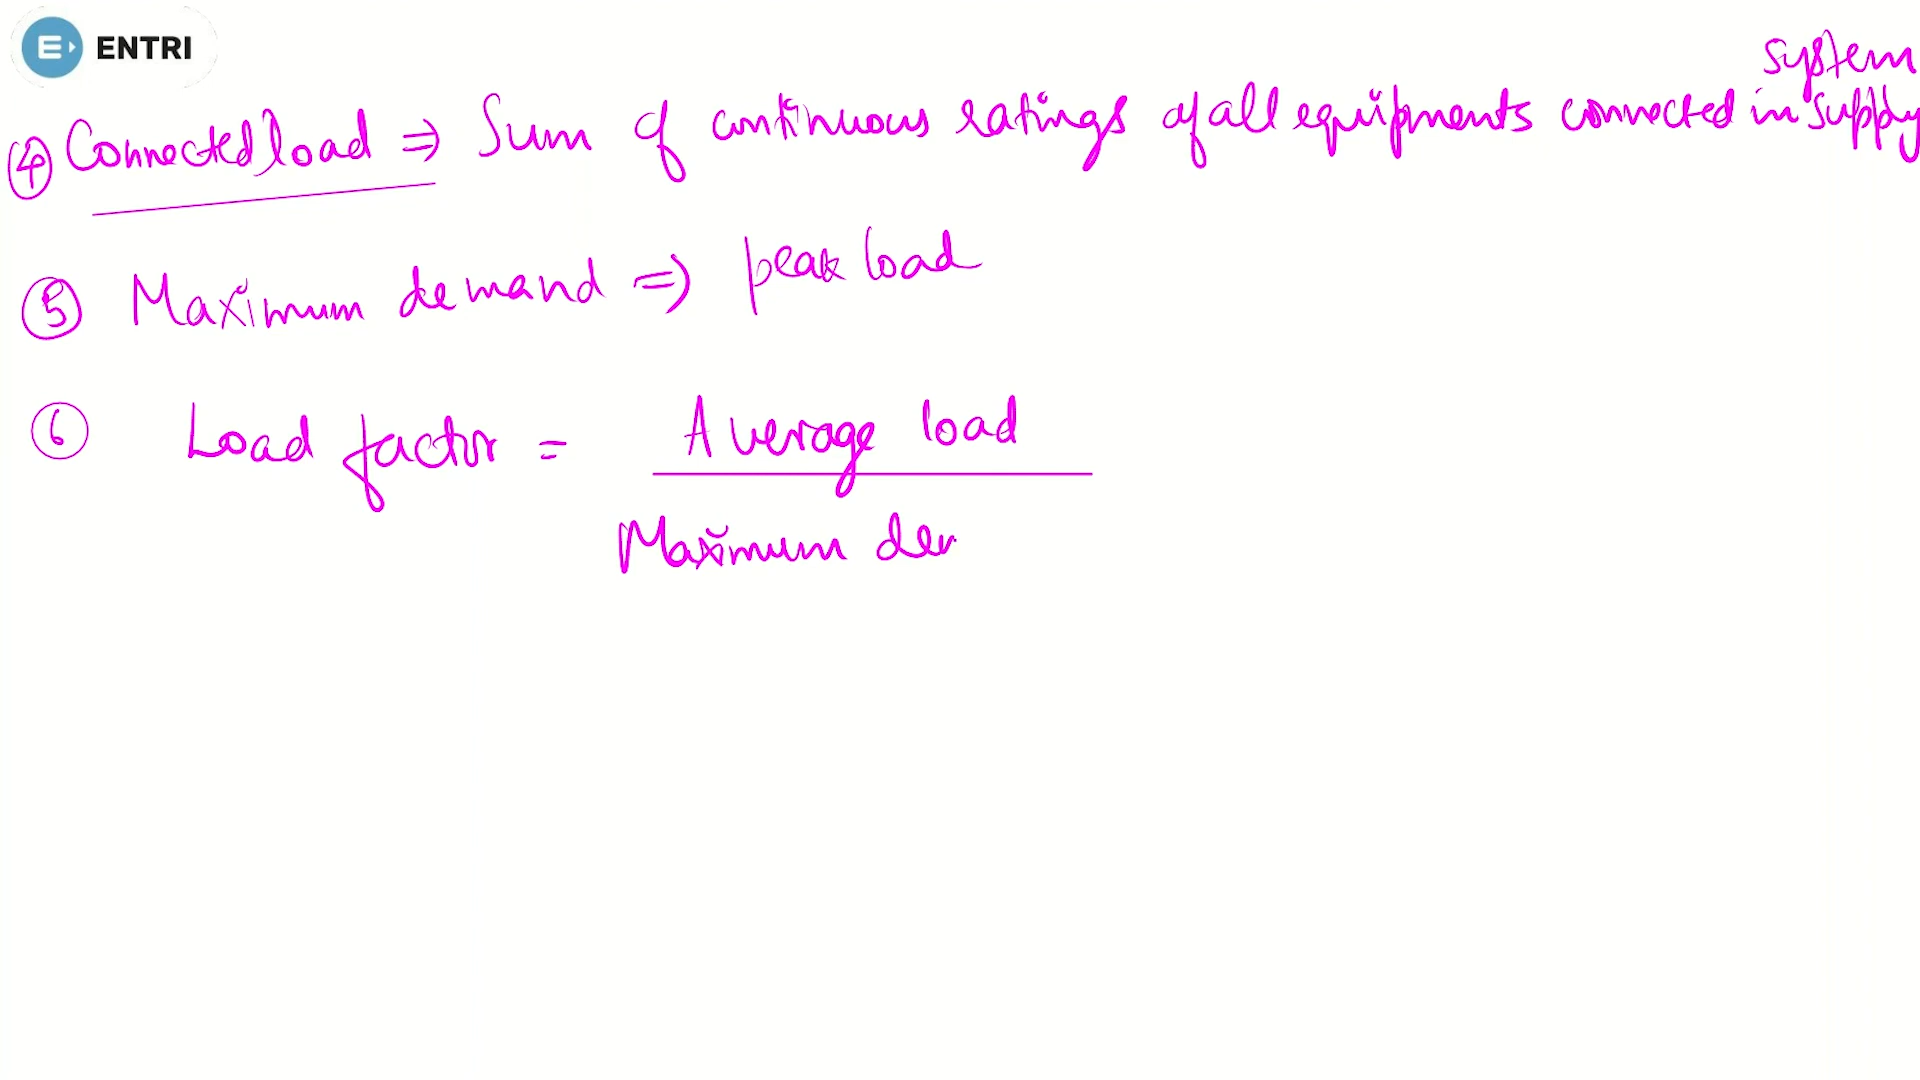 ENTRI
④ Connected load ⇒ Sum of continuous ratings of all equipments connected in supply system
⑤ Maximum demand ⇒ peak load
⑥ Load factor = Average load
Maximum den